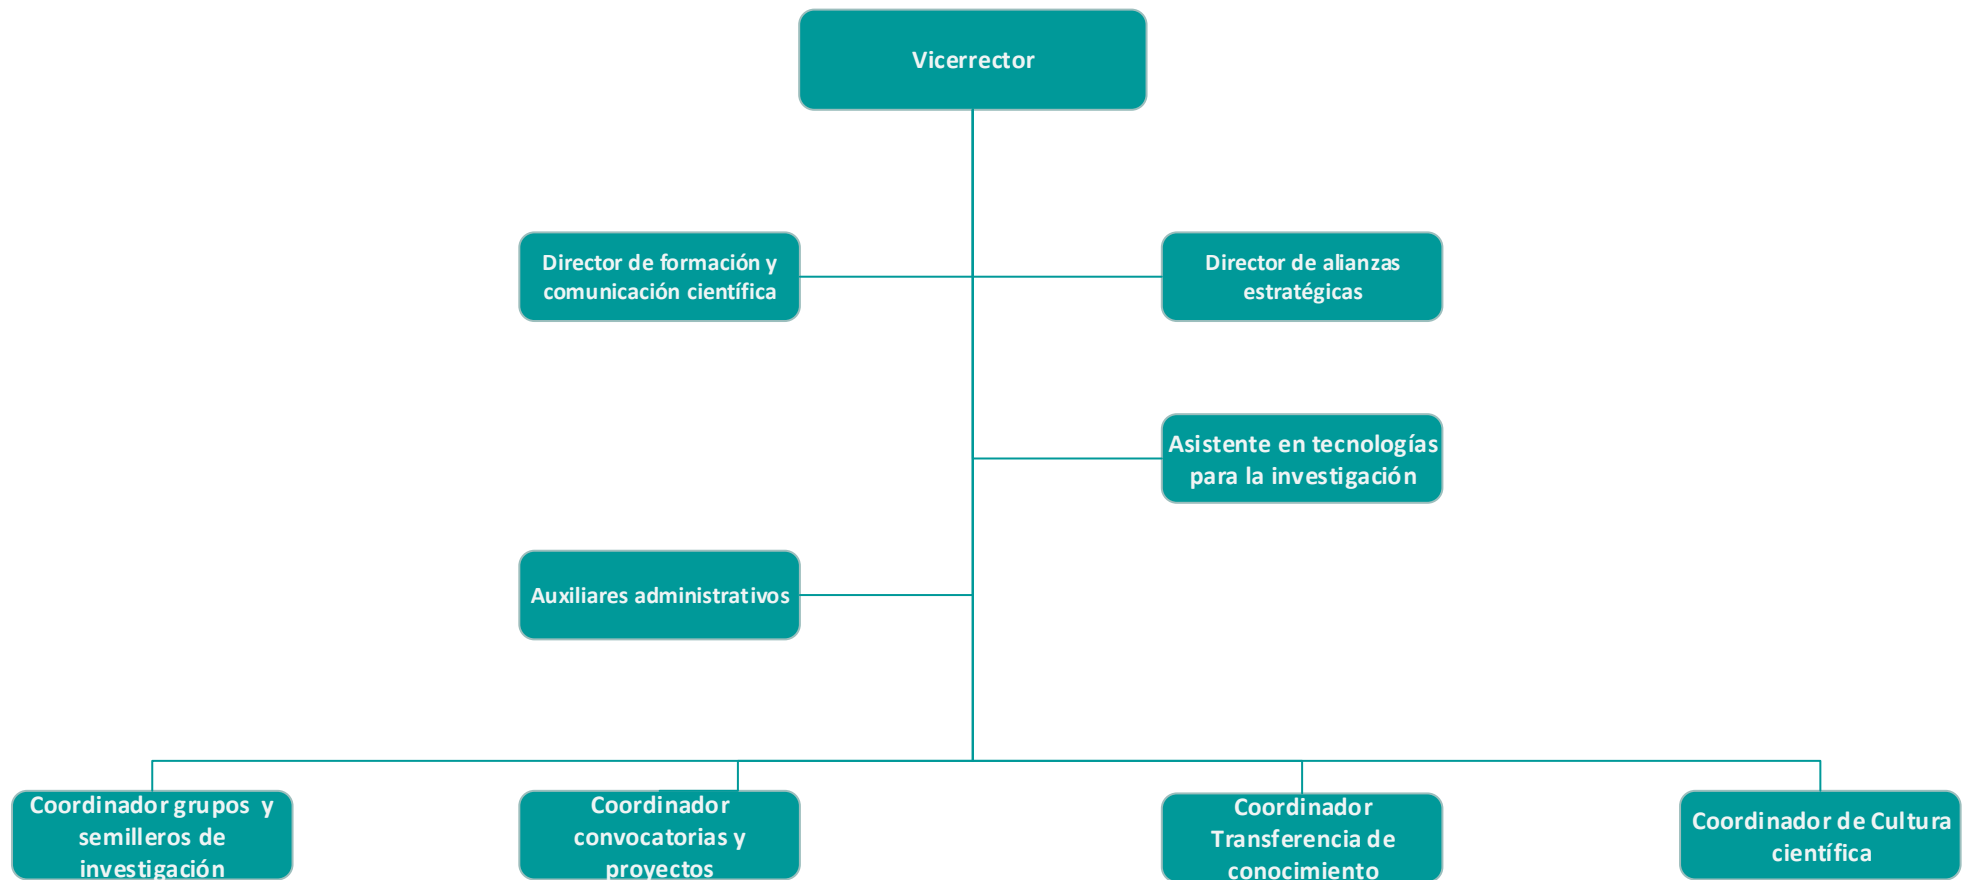 Vicerrector
Director de formación y
comunicación científica
Director de alianzas
estratégicas
Asistente en tecnologías
para la investigación
Auxiliares administrativos
Coordinador grupos y
semilleros de
investigación
Coordinador
convocatorias y
proyectos
Coordinador
Transferencia de
conocimiento
Coordinador de Cultura
científica